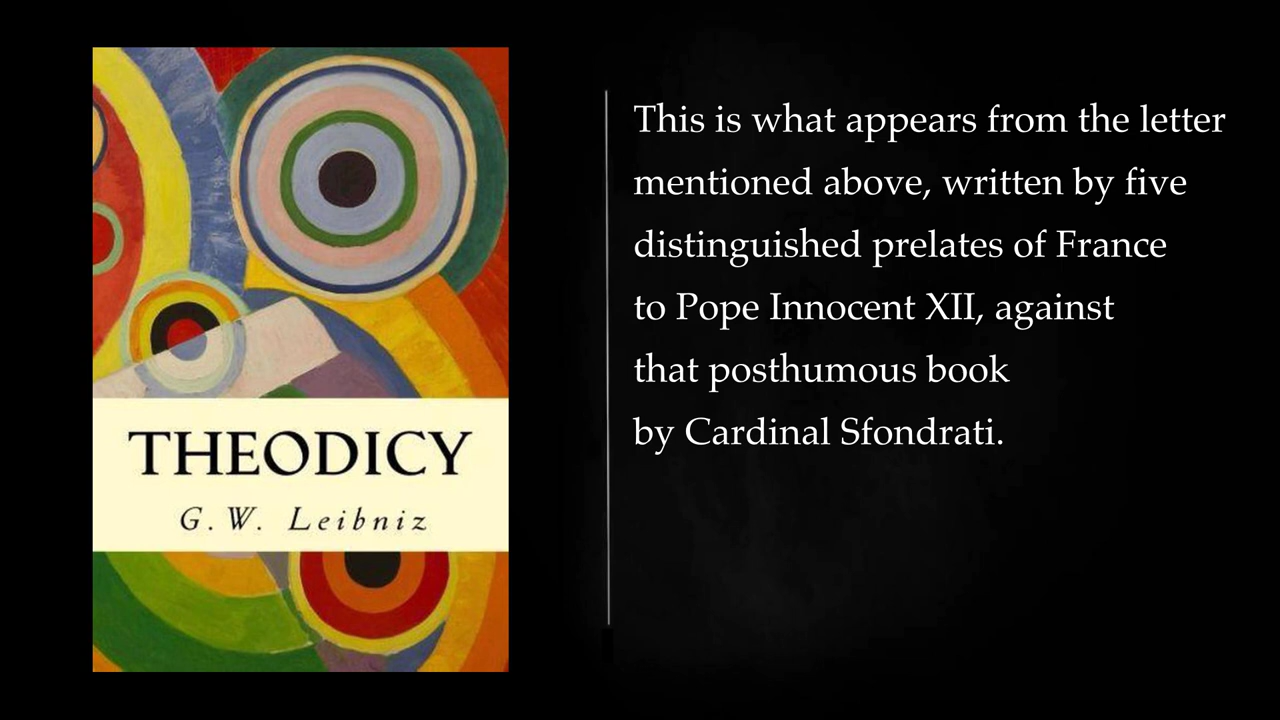 THEODICY
G. W. Leibniz
This is what appears from the letter
mentioned above, written by five
distinguished prelates of France
to Pope Innocent XII, against
that posthumous book
by Cardinal Sfondrati.